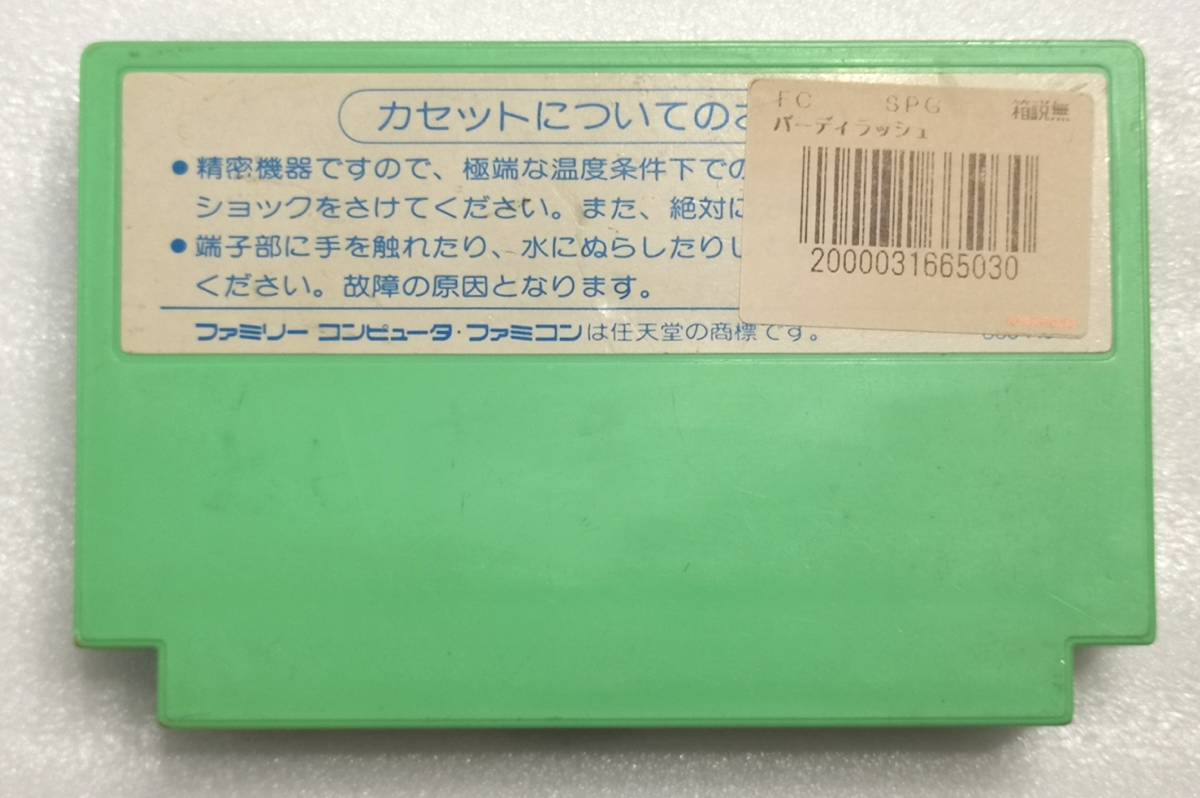 カセットについてのお
● 精密機器ですので、極端な温度条件下での
ショックをさけてください。また、絶対に
● 端子部に手を触れたり、水にぬらしたりし
ください。故障の原因となります。
ファミリー コンピュータ・ファミコンは任天堂の商標です。
FC SPG 箱説無
バーディラッシュ
2000031665030